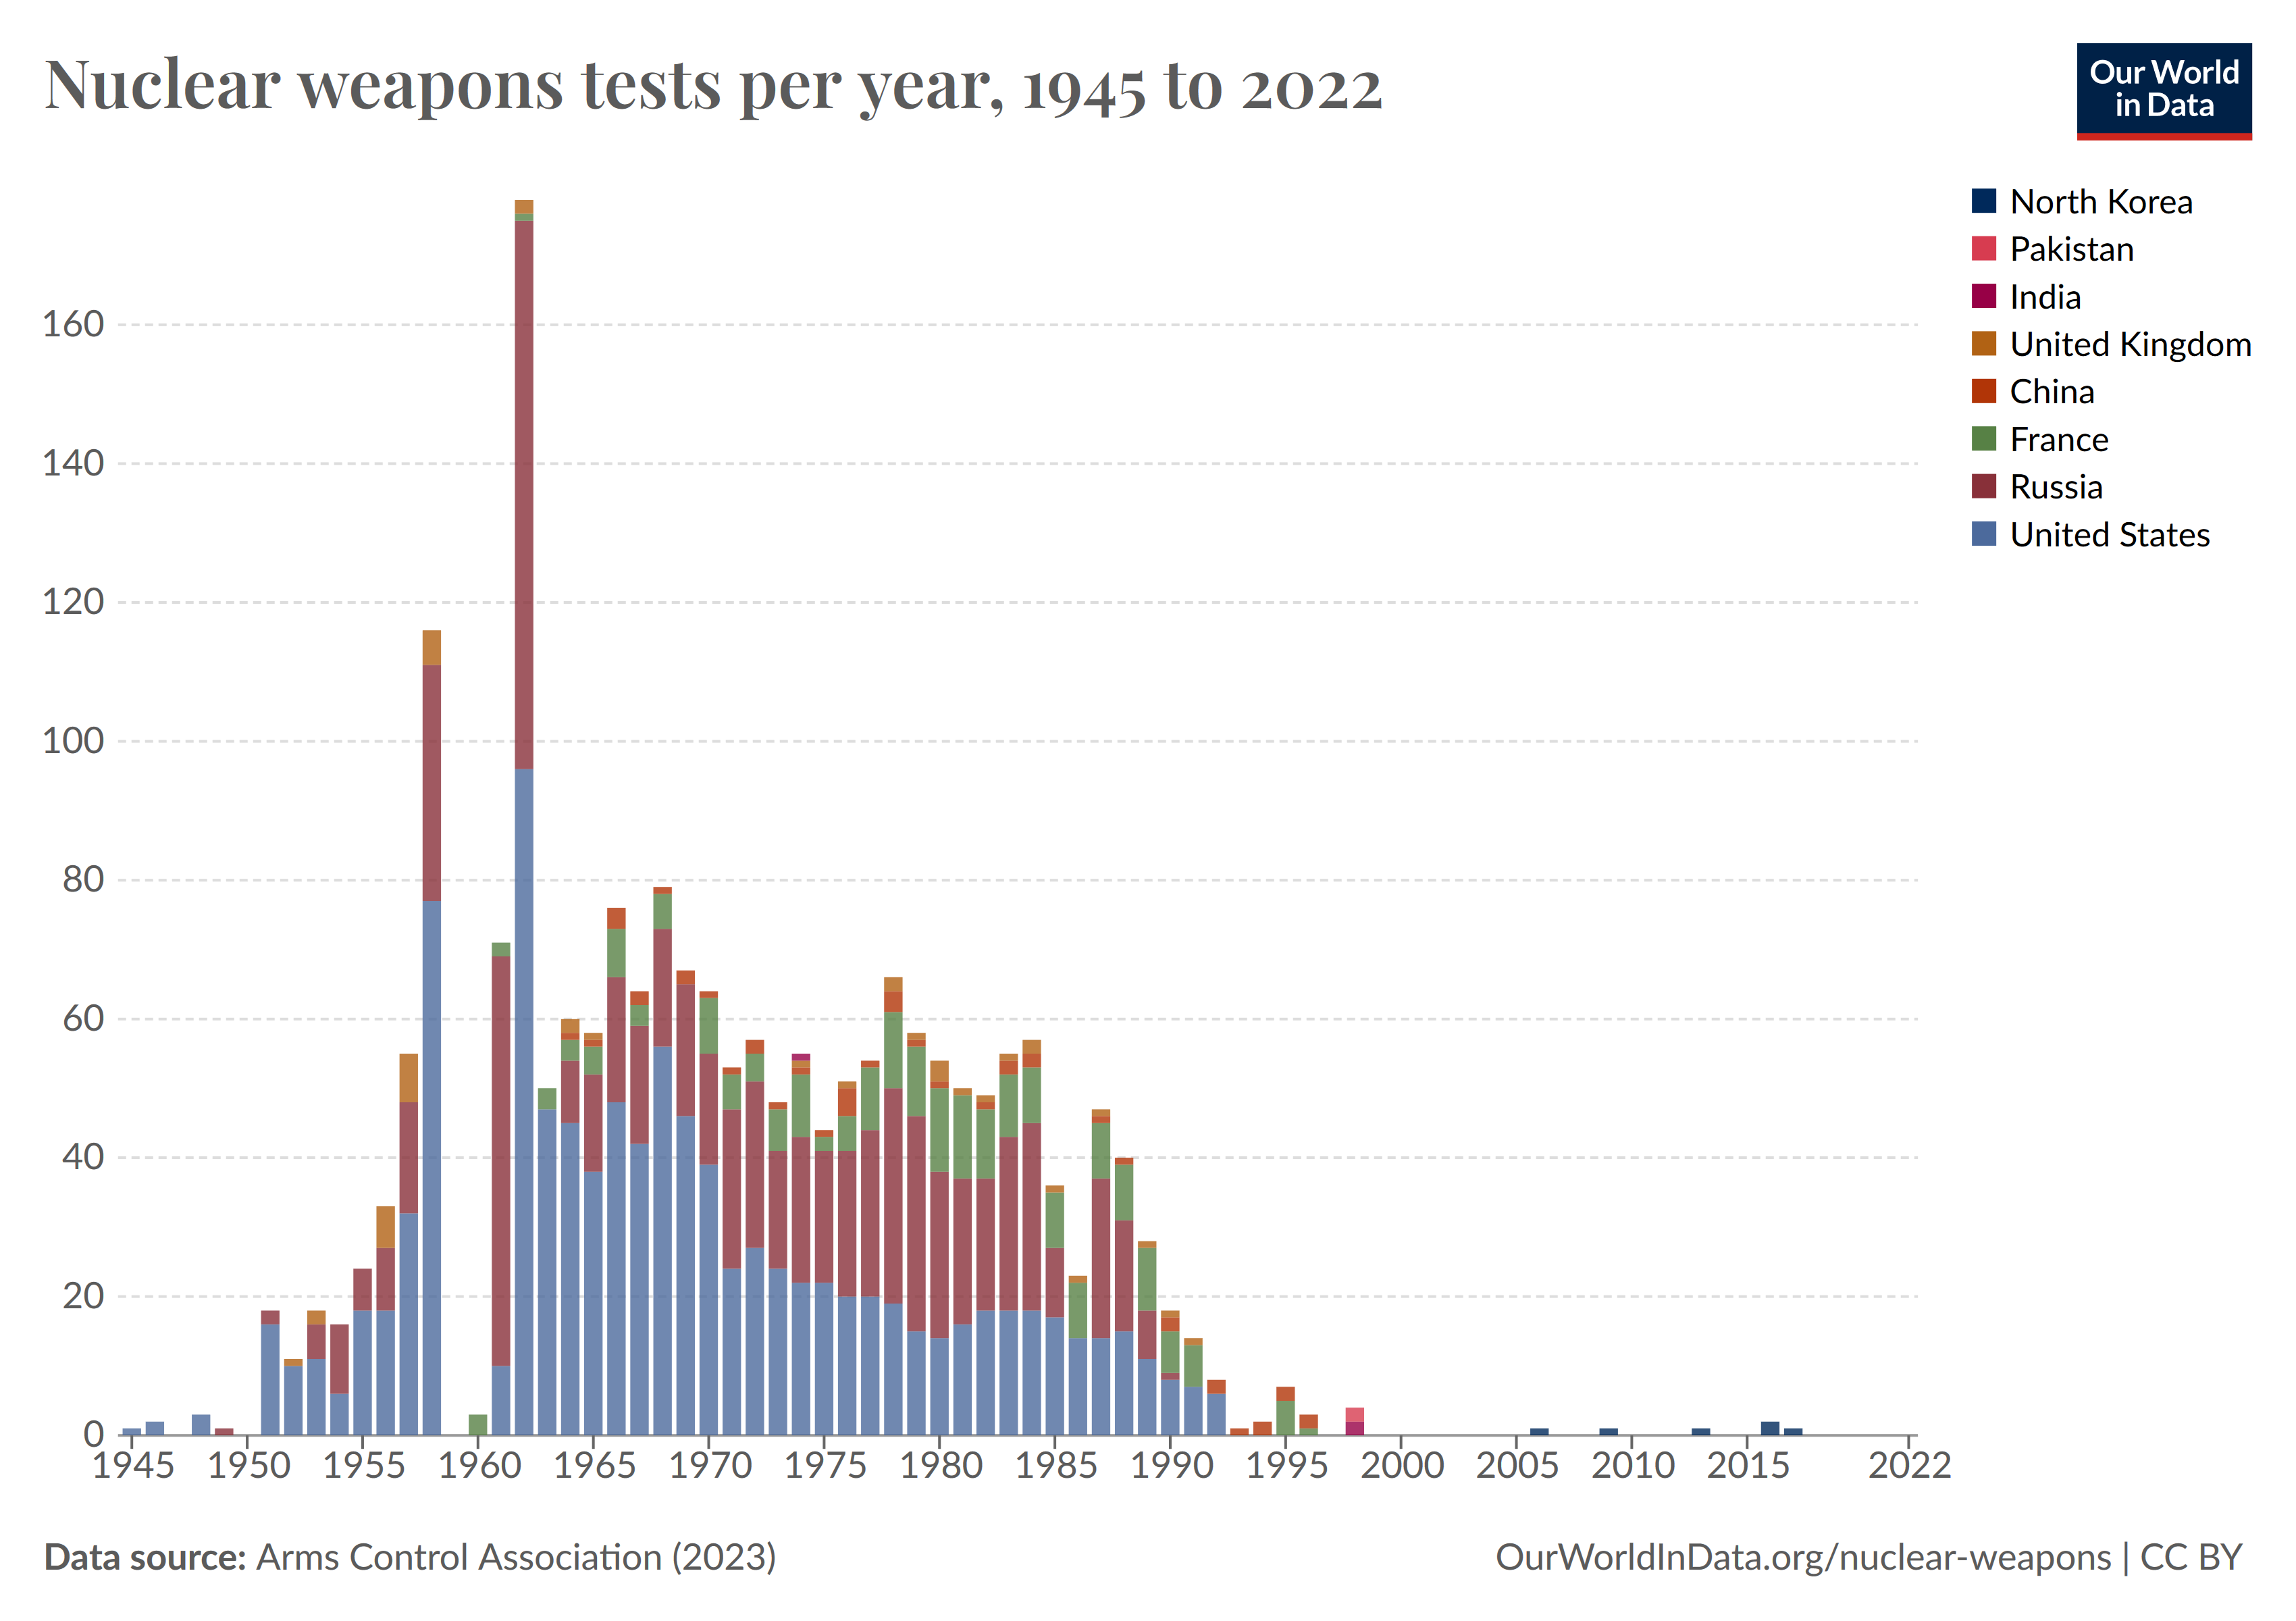 Nuclear weapons tests per year, 1945 to 2022
Our World
in Data
North Korea
Pakistan
India
United Kingdom
China
France
Russia
United States
160
140
120
100
80
60
40
20
0
1945 1950 1955 1960 1965 1970 1975 1980 1985 1990 1995 2000 2005 2010 2015 2022
Data source: Arms Control Association (2023)
OurWorldInData.org/nuclear-weapons | CC BY